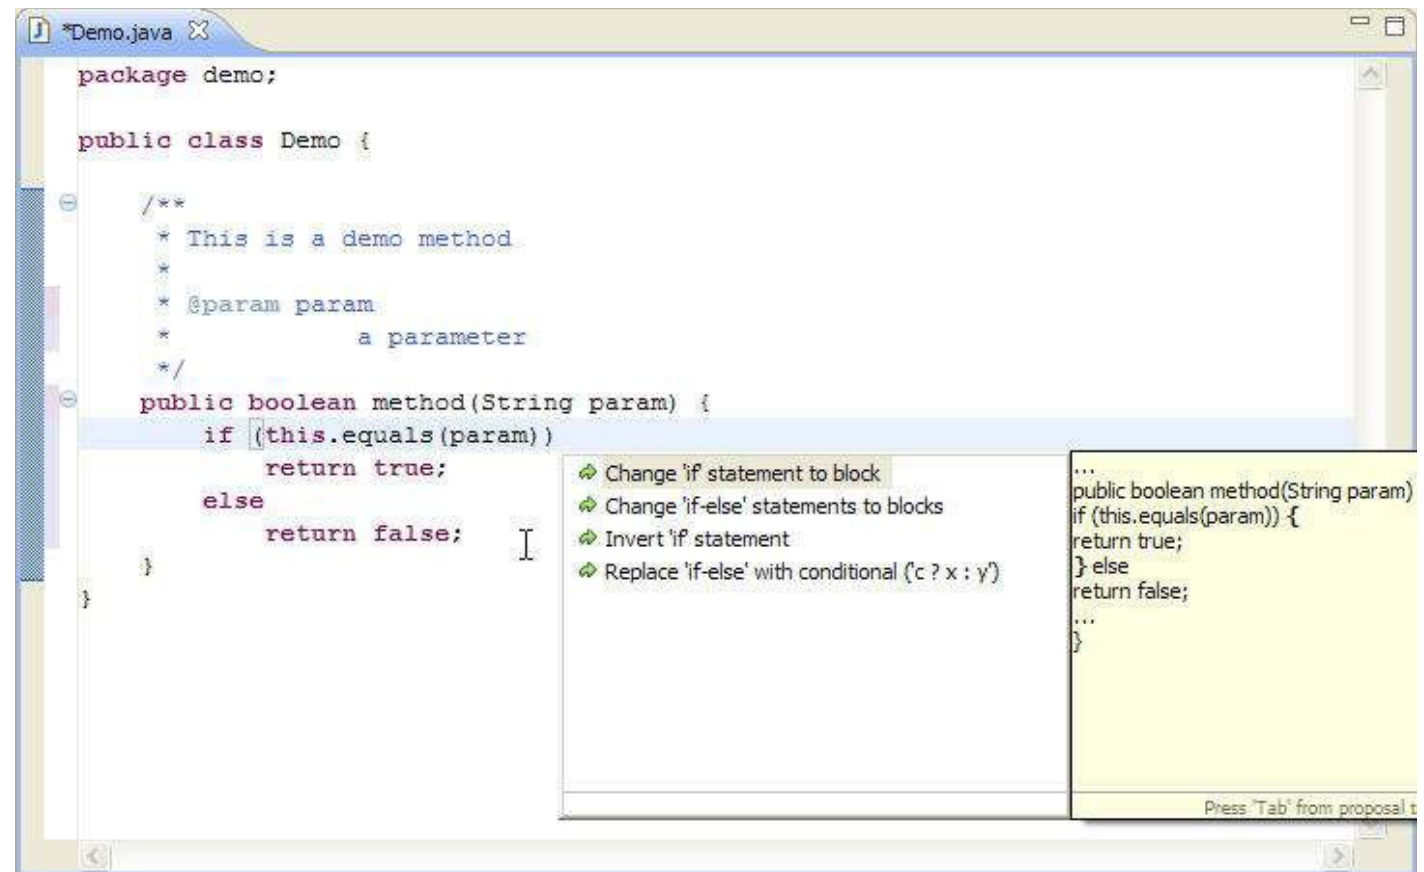 *Demo.java
package demo;
public class Demo {
/**
* This is a demo method
*
* @param param
* a parameter
*/
public boolean method(String param) {
if (this.equals(param))
return true;
else
return false;
}
}
Change 'if' statement to block
Change 'if-else' statements to blocks
Invert 'if' statement
Replace 'if-else' with conditional ('c ? x : y')
...
public boolean method(String param)
if (this.equals(param)) {
return true;
} else
return false;
...
}
Press 'Tab' from proposal t